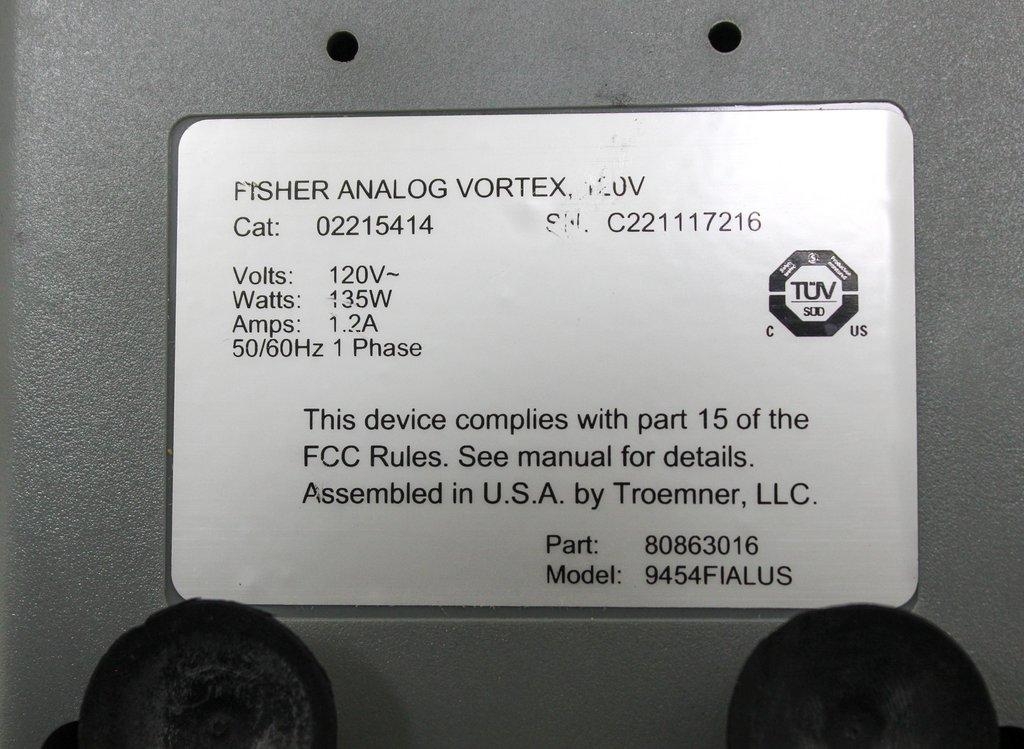 FISHER ANALOG VORTEX, 120V
Cat: 02215414 SN. C221117216
Volts: 120V~
Watts: 135W
Amps: 1.2A
50/60Hz 1 Phase
TÜV
SÜD
C US
This device complies with part 15 of the
FCC Rules. See manual for details.
Assembled in U.S.A. by Troemner, LLC.
Part: 80863016
Model: 9454FIALUS